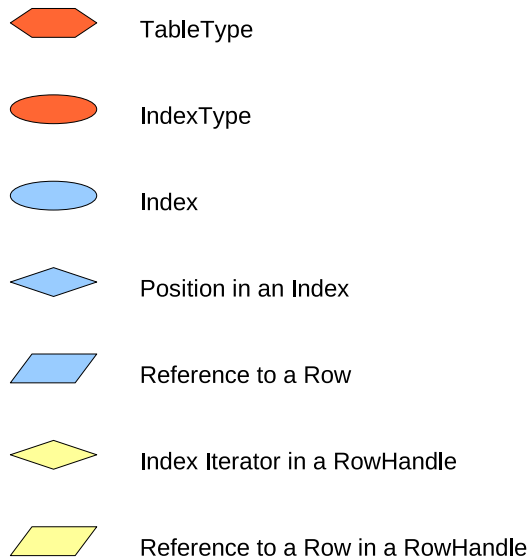 TableType
IndexType
Index
Position in an Index
Reference to a Row
Index Iterator in a RowHandle
Reference to a Row in a RowHandle